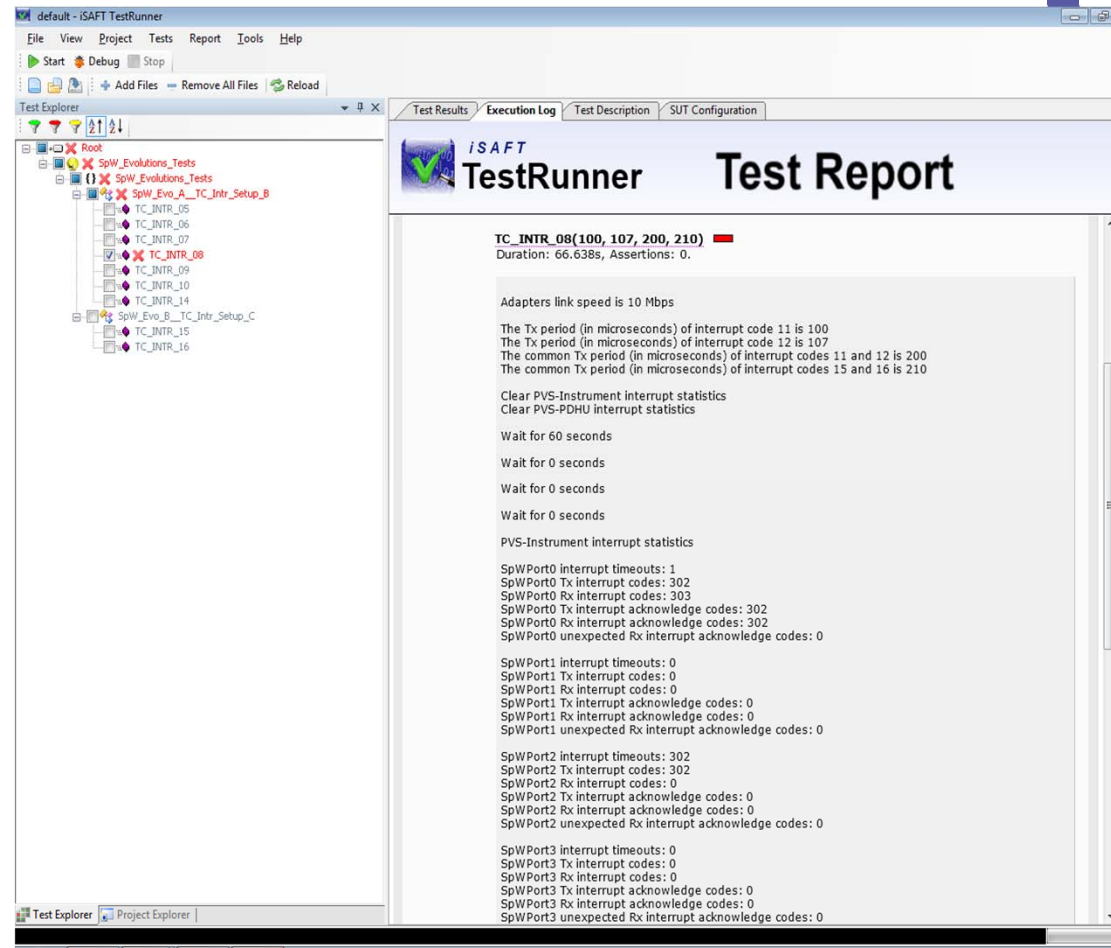 default - iSAFT TestRunner
File View Project Tests Report Tools Help
Start Debug Stop
Add Files Remove All Files Reload
Test Explorer
Root
SpW_Evolutions_Tests
SpW_Evolutions_Tests
SpW_Evo_A__TC_Intr_Setup_B
TC_INTR_05
TC_INTR_06
TC_INTR_07
TC_INTR_08
TC_INTR_09
TC_INTR_10
TC_INTR_14
SpW_Evo_B__TC_Intr_Setup_C
TC_INTR_15
TC_INTR_16
Test Explorer Project Explorer
Test Results Execution Log Test Description SUT Configuration
iSAFT
TestRunner Test Report
TC_INTR_08(100, 107, 200, 210)
Duration: 66.638s, Assertions: 0.
Adapters link speed is 10 Mbps
The Tx period (in microseconds) of interrupt code 11 is 100
The Tx period (in microseconds) of interrupt code 12 is 107
The common Tx period (in microseconds) of interrupt codes 11 and 12 is 200
The common Tx period (in microseconds) of interrupt codes 15 and 16 is 210
Clear PVS-Instrument interrupt statistics
Clear PVS-PDHU interrupt statistics
Wait for 60 seconds
Wait for 0 seconds
Wait for 0 seconds
Wait for 0 seconds
PVS-Instrument interrupt statistics
SpWPort0 interrupt timeouts: 1
SpWPort0 Tx interrupt codes: 302
SpWPort0 Rx interrupt codes: 303
SpWPort0 Tx interrupt acknowledge codes: 302
SpWPort0 Rx interrupt acknowledge codes: 302
SpWPort0 unexpected Rx interrupt acknowledge codes: 0
SpWPort1 interrupt timeouts: 0
SpWPort1 Tx interrupt codes: 0
SpWPort1 Rx interrupt codes: 0
SpWPort1 Tx interrupt acknowledge codes: 0
SpWPort1 Rx interrupt acknowledge codes: 0
SpWPort1 unexpected Rx interrupt acknowledge codes: 0
SpWPort2 interrupt timeouts: 302
SpWPort2 Tx interrupt codes: 302
SpWPort2 Rx interrupt codes: 0
SpWPort2 Tx interrupt acknowledge codes: 0
SpWPort2 Rx interrupt acknowledge codes: 0
SpWPort2 unexpected Rx interrupt acknowledge codes: 0
SpWPort3 interrupt timeouts: 0
SpWPort3 Tx interrupt codes: 0
SpWPort3 Rx interrupt codes: 0
SpWPort3 Tx interrupt acknowledge codes: 0
SpWPort3 Rx interrupt acknowledge codes: 0
SpWPort3 unexpected Rx interrupt acknowledge codes: 0